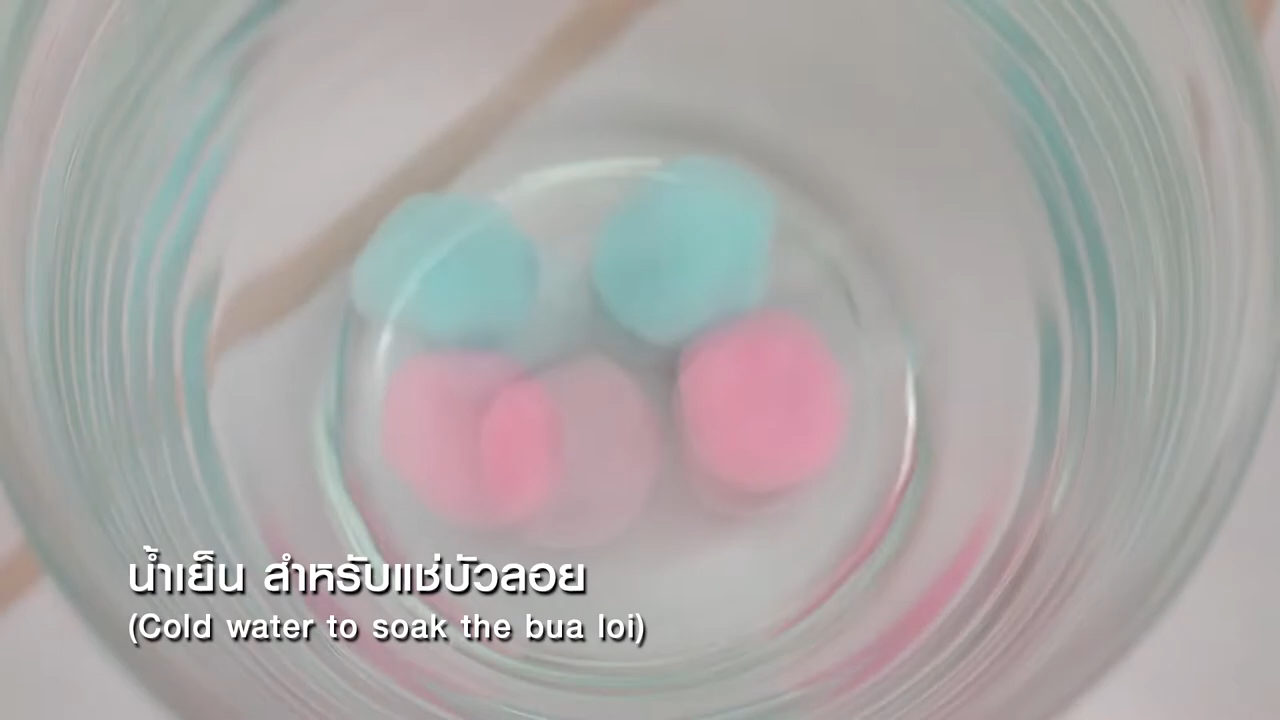 น้ำเย็น สำหรับแช่บัวลอย
(Cold water to soak the bua loi)